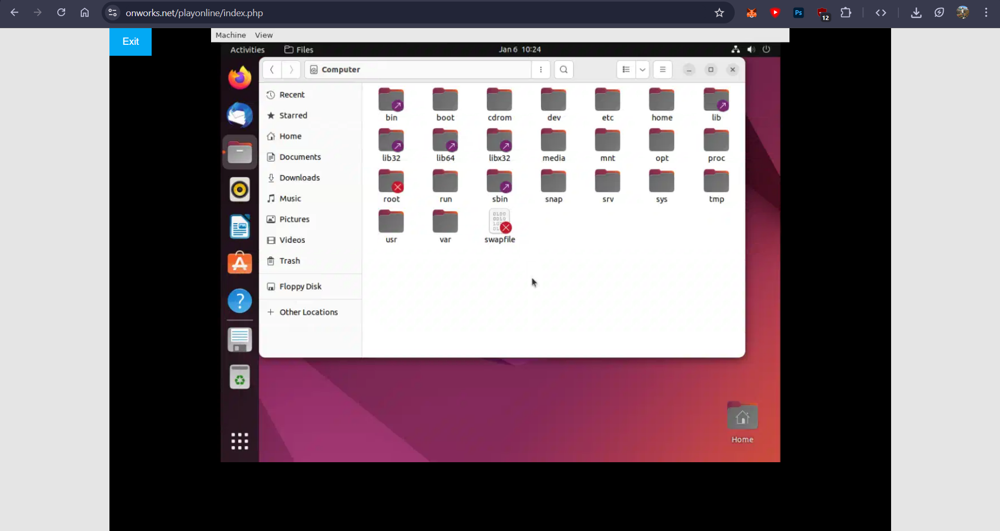 onworks.net/playonline/index.php
Ps
12
Exit
Machine View
Activities Files Jan 6 10:24
Computer
Recent
Starred
Home
Documents
Downloads
Music
Pictures
Videos
Trash
Floppy Disk
Other Locations
bin boot cdrom dev etc home lib
lib32 lib64 libx32 media mnt opt proc
root run sbin snap srv sys tmp
usr var swapfile
Home